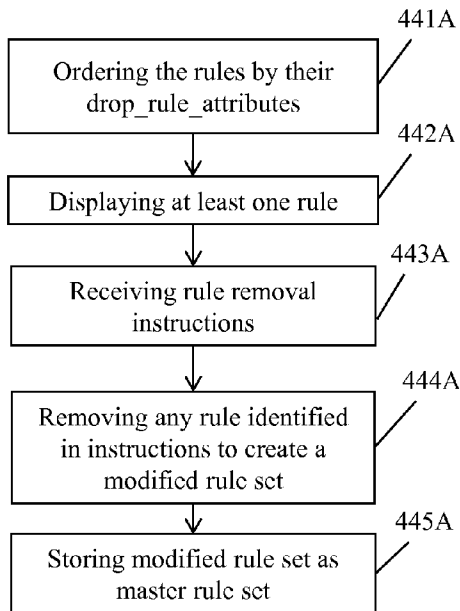 441A
Ordering the rules by their
drop_rule_attributes
442A
Displaying at least one rule
443A
Receiving rule removal
instructions
444A
Removing any rule identified
in instructions to create a
modified rule set
445A
Storing modified rule set as
master rule set